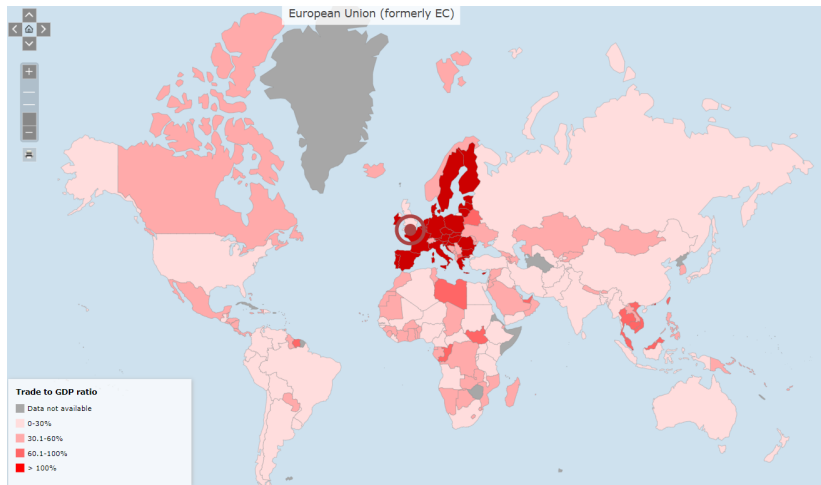 European Union (formerly EC)
Trade to GDP ratio
Data not available
0-30%
30.1-60%
60.1-100%
> 100%